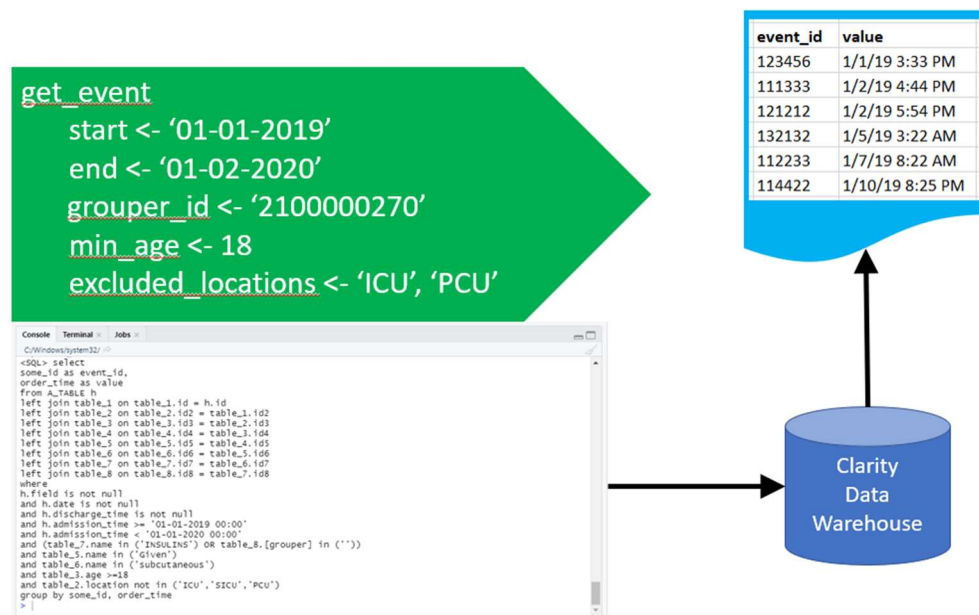 get_event
start <- ‘01-01-2019’
end <- ‘01-02-2020’
grouper_id <- ‘2100000270’
min_age <- 18
excluded_locations <- ‘ICU’, ‘PCU’
Console Terminal × Jobs ×
C:/Windows/system32/
<SQL> select
some_id as event_id,
order_time as value
from A_TABLE h
left join table_1 on table_1.id = h.id
left join table_2 on table_2.id2 = table_1.id2
left join table_3 on table_3.id3 = table_2.id3
left join table_4 on table_4.id4 = table_3.id4
left join table_5 on table_5.id5 = table_4.id5
left join table_6 on table_6.id6 = table_5.id6
left join table_7 on table_7.id7 = table_6.id7
left join table_8 on table_8.id8 = table_7.id8
where
h.field is not null
and h.date is not null
and h.discharge_time is not null
and h.admission_time >= '01-01-2019 00:00'
and h.admission_time < '01-01-2020 00:00'
and (table_7.name in ('INSULINS') OR table_8.[grouper] in (''))
and table_5.name in ('Given')
and table_6.name in ('subcutaneous')
and table_3.age >=18
and table_2.location not in ('ICU','SICU','PCU')
group by some_id, order_time
>
event_id value
123456 1/1/19 3:33 PM
111333 1/2/19 4:44 PM
121212 1/2/19 5:54 PM
132132 1/5/19 3:22 AM
112233 1/7/19 8:22 AM
114422 1/10/19 8:25 PM
Clarity
Data
Warehouse